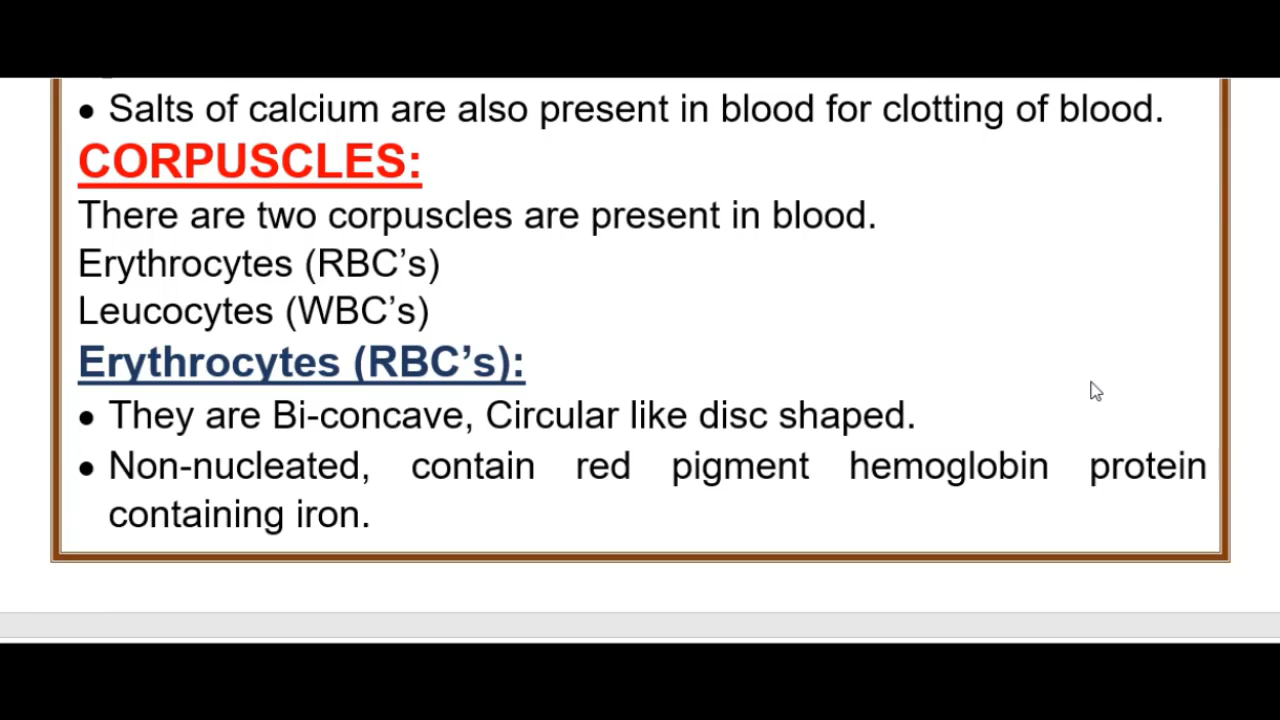 • Salts of calcium are also present in blood for clotting of blood.
CORPUSCLES:
There are two corpuscles are present in blood.
Erythrocytes (RBC’s)
Leucocytes (WBC’s)
Erythrocytes (RBC’s):
• They are Bi-concave, Circular like disc shaped.
• Non-nucleated, contain red pigment hemoglobin protein
containing iron.